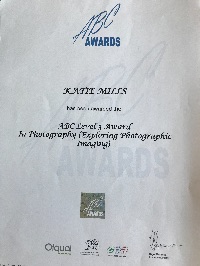 ABC
AWARDS
KATIE MILLS
has been awarded the
ABC Level 3 Award
In Photography (Exploring Photographic
Imaging)
AWARDS
ABC
AWARDS
Ofqual